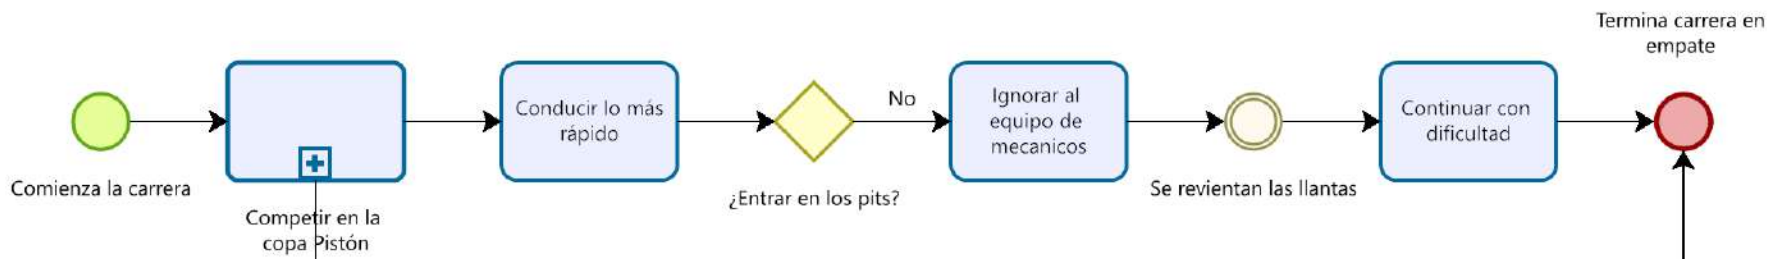 Termina carrera en
empate
Conducir lo más
rápido
No
Ignorar al
equipo de
mecanicos
Continuar con
dificultad
Comienza la carrera
¿Entrar en los pits?
Se revientan las llantas
Competir en la
copa Pistón